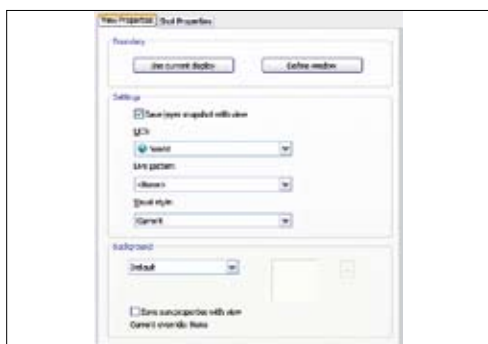 View Properties Shot Properties
Boundary
Use current display Define window
Settings
Save layer snapshot with view
UCS:
World
Live section:
<None>
Visual style:
Current
Background
Default
Save sun properties with view
Current override: None